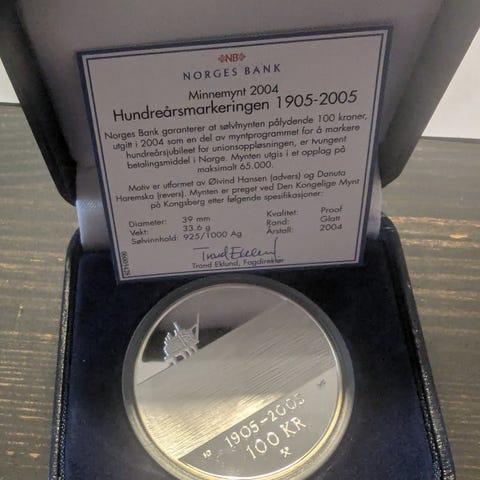 NB
NORGES BANK
Minnemynt 2004
Hundreårsmarkeringen 1905-2005
Norges Bank garanterer at sølvmynten pålydende 100 kroner,
utgitt i 2004 som en del av myntprogrammet for å markere
hundreårsjubileet for unionsoppløsningen, er tvungent
betalingsmiddel i Norge. Mynten utgis i et opplag på
maksimalt 65.000.
Motiv er utformet av Øivind Hansen (advers) og Danuta
Haremska (revers). Mynten er preget ved Den Kongelige Mynt
på Kongsberg etter følgende spesifikasjoner:
Diameter: 39 mm Kvalitet: Proof
Vekt: 33.6 g Rand: Glatt
Sølvinnhold: 925/1000 Ag Årstall: 2004
Trond Eklund
Trond Eklund, Fagdirektør
1905-2005
100 KR